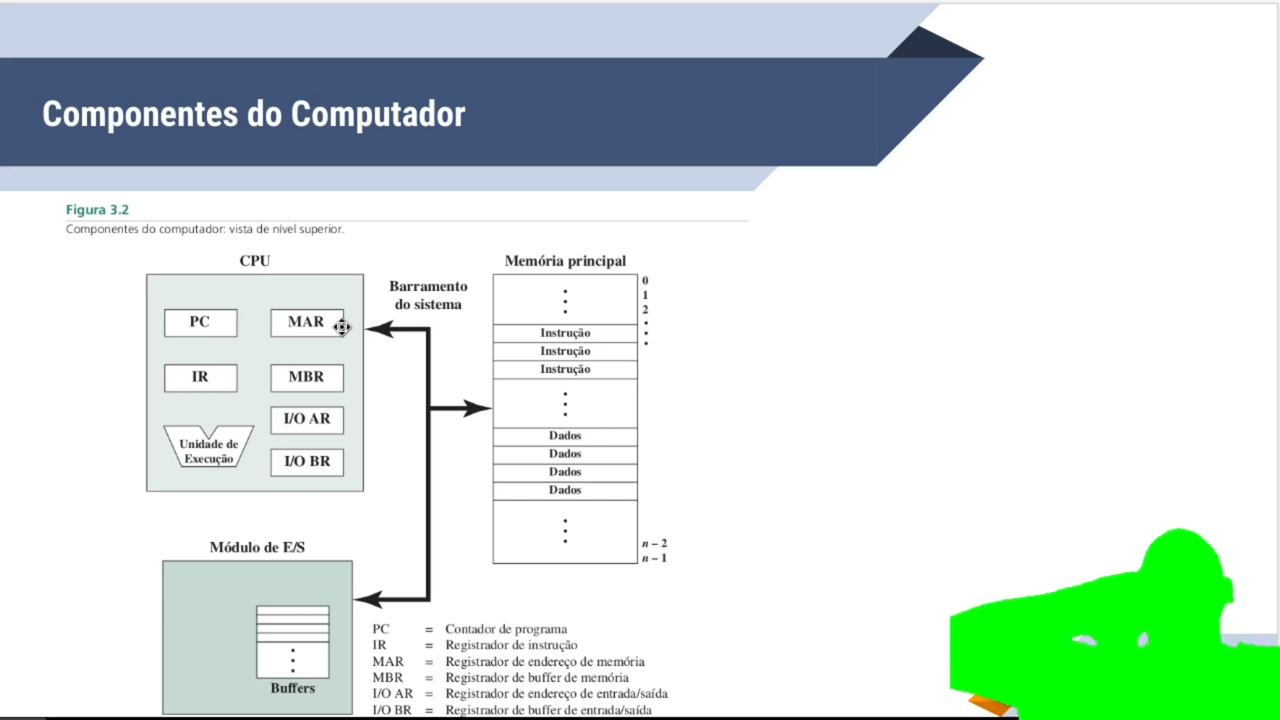 Componentes do Computador
Figura 3.2
Componentes do computador: vista de nível superior.
CPU
PC
MAR
IR
MBR
I/O AR
Unidade de
Execução
I/O BR
Barramento
do sistema
Memória principal
0
1
2
Instrução
Instrução
Instrução
Dados
Dados
Dados
Dados
n – 2
n – 1
Módulo de E/S
Buffers
PC = Contador de programa
IR = Registrador de instrução
MAR = Registrador de endereço de memória
MBR = Registrador de buffer de memória
I/O AR = Registrador de endereço de entrada/saída
I/O BR = Registrador de buffer de entrada/saída